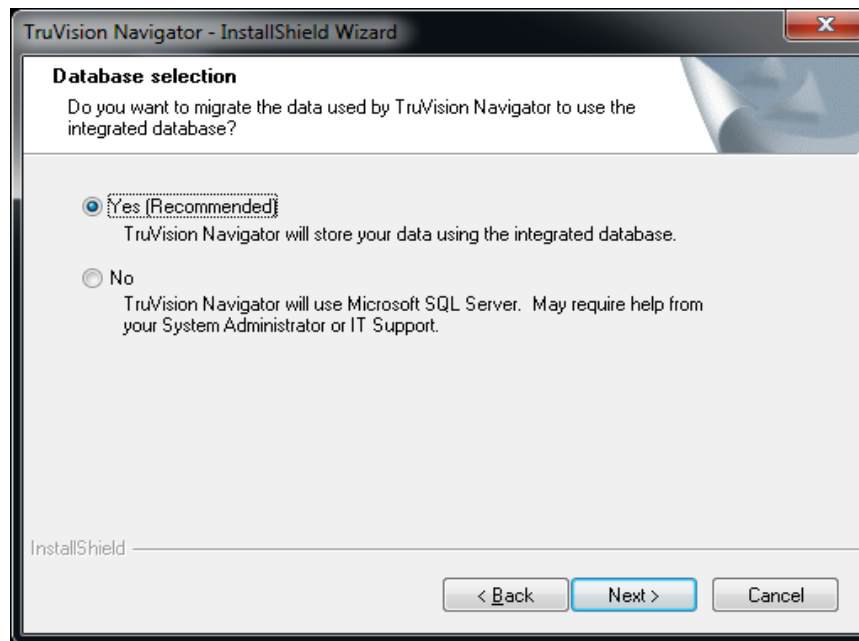 TruVision Navigator - InstallShield Wizard
Database selection
Do you want to migrate the data used by TruVision Navigator to use the
integrated database?
Yes (Recommended)
TruVision Navigator will store your data using the integrated database.
No
TruVision Navigator will use Microsoft SQL Server.  May require help from
your System Administrator or IT Support.
InstallShield
< Back
Next >
Cancel